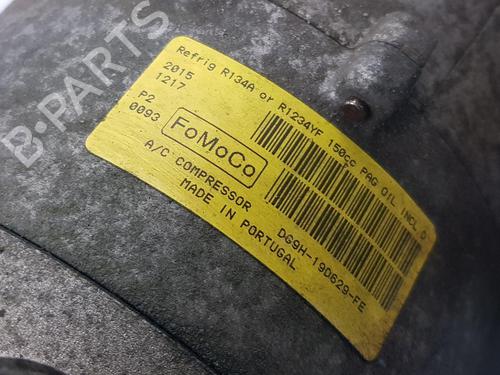 Refrig R134A or R1234YF 150cc PAG OIL INCL D
2015
1217
P2
0093
FoMoCo
A/C COMPRESSOR
MADE IN PORTUGAL
DG9H-19D629-FE
B-PARTS